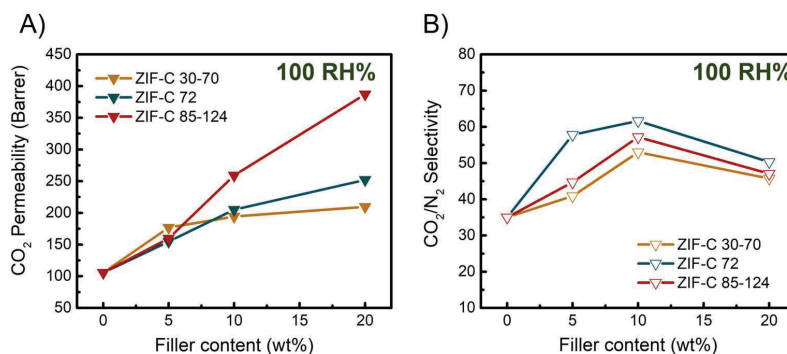 A)
100 RH%
ZIF-C 30-70
ZIF-C 72
ZIF-C 85-124
CO₂ Permeability (Barrer)
450
400
350
300
250
200
150
100
50
0 5 10 15 20
Filler content (wt%)
B)
100 RH%
CO₂/N₂ Selectivity
80
70
60
50
40
30
20
10
0
ZIF-C 30-70
ZIF-C 72
ZIF-C 85-124
0 5 10 15 20
Filler content (wt%)